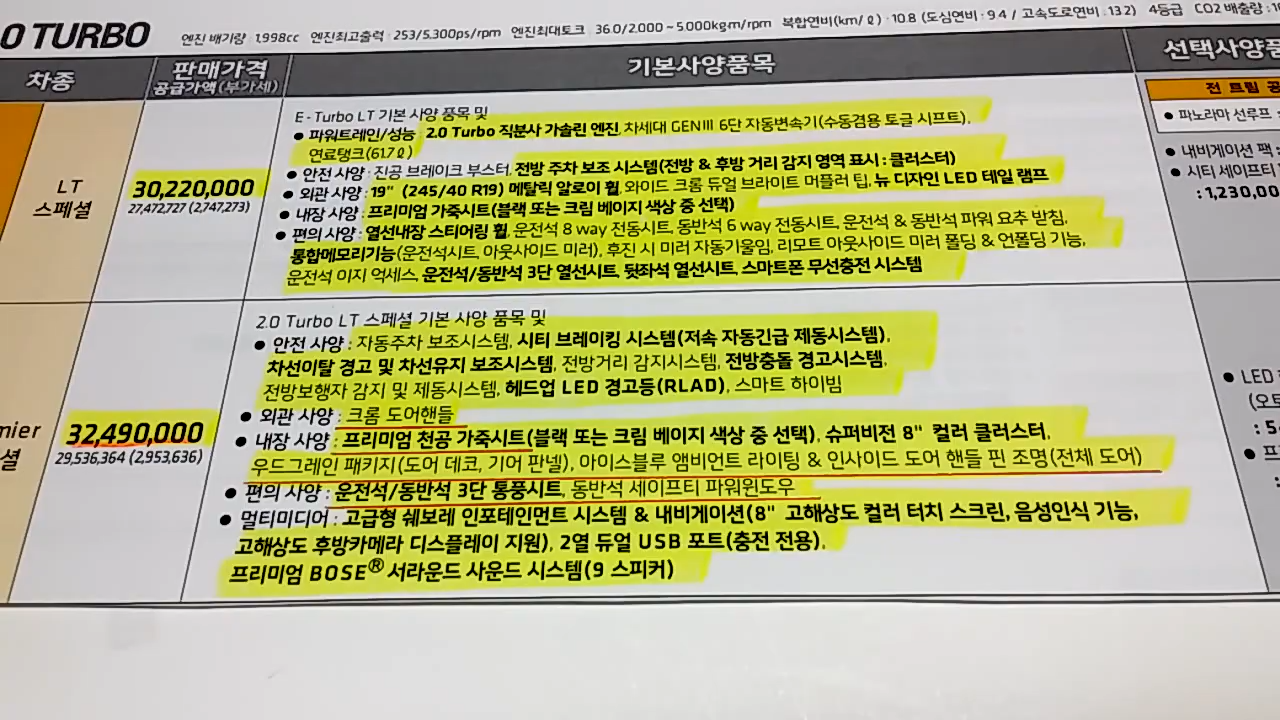 0 TURBO 엔진 배기량 : 1,998cc 엔진최고출력 : 253/5,300ps/rpm 엔진최대토크 : 36.0/2,000~5,000kgm/rpm 복합연비(km/ℓ) : 10.8 (도심연비 : 9.4 / 고속도로연비 : 13.2) 4등급 CO2 배출량 :
차종 판매가격 기본사양품목 선택사양품
공급가액(부가세)
전 트림 공
E-Turbo LT 기본 사양 품목 및
● 파워트레인/성능 : 2.0 Turbo 직분사 가솔린 엔진, 차세대 GENIII 6단 자동변속기(수동겸용 토글 시프트),
연료탱크(61.7ℓ)
● 안전 사양 : 진공 브레이크 부스터, 전방 주차 보조 시스템(전방 & 후방 거리 감지 영역 표시 : 클러스터)
● 외관 사양 : 19" (245/40 R19) 메탈릭 알로이 휠, 와이드 크롬 듀얼 브라이트 머플러 팁, 뉴 디자인 LED 테일 램프
● 내장 사양 : 프리미엄 가죽시트(블랙 또는 크림 베이지 색상 중 선택)
● 편의 사양 : 열선내장 스티어링 휠, 운전석 8 way 전동시트, 동반석 6 way 전동시트, 운전석 & 동반석 파워 요추 받침,
통합메모리기능(운전석시트, 아웃사이드 미러), 후진 시 미러 자동기울임, 리모트 아웃사이드 미러 폴딩 & 언폴딩 기능,
운전석 이지 억세스, 운전석/동반석 3단 열선시트, 뒷좌석 열선시트, 스마트폰 무선충전 시스템
LT
스페셜
30,220,000
27,472,727 (2,747,273)
● 파노라마 선루프 :
● 내비게이션 팩 :
● 시티 세이프티
: 1,230,00
2.0 Turbo LT 스페셜 기본 사양 품목 및
● 안전 사양 : 자동주차 보조시스템, 시티 브레이킹 시스템(저속 자동긴급 제동시스템),
차선이탈 경고 및 차선유지 보조시스템, 전방거리 감지시스템, 전방충돌 경고시스템,
전방보행자 감지 및 제동시스템, 헤드업 LED 경고등(RLAD), 스마트 하이빔
● 외관 사양 : 크롬 도어핸들
● 내장 사양 : 프리미엄 천공 가죽시트(블랙 또는 크림 베이지 색상 중 선택), 슈퍼비전 8" 컬러 클러스터,
우드그레인 패키지(도어 데코, 기어 판넬), 아이스블루 앰비언트 라이팅 & 인사이드 도어 핸들 핀 조명(전체 도어)
● 편의 사양 : 운전석/동반석 3단 통풍시트, 동반석 세이프티 파워윈도우
● 멀티미디어 : 고급형 쉐보레 인포테인먼트 시스템 & 내비게이션(8" 고해상도 컬러 터치 스크린, 음성인식 기능,
고해상도 후방카메라 디스플레이 지원), 2열 듀얼 USB 포트(충전 전용),
프리미엄 BOSE® 서라운드 사운드 시스템(9 스피커)
mier
셜
32,490,000
29,536,364 (2,953,636)
● LED
(오토